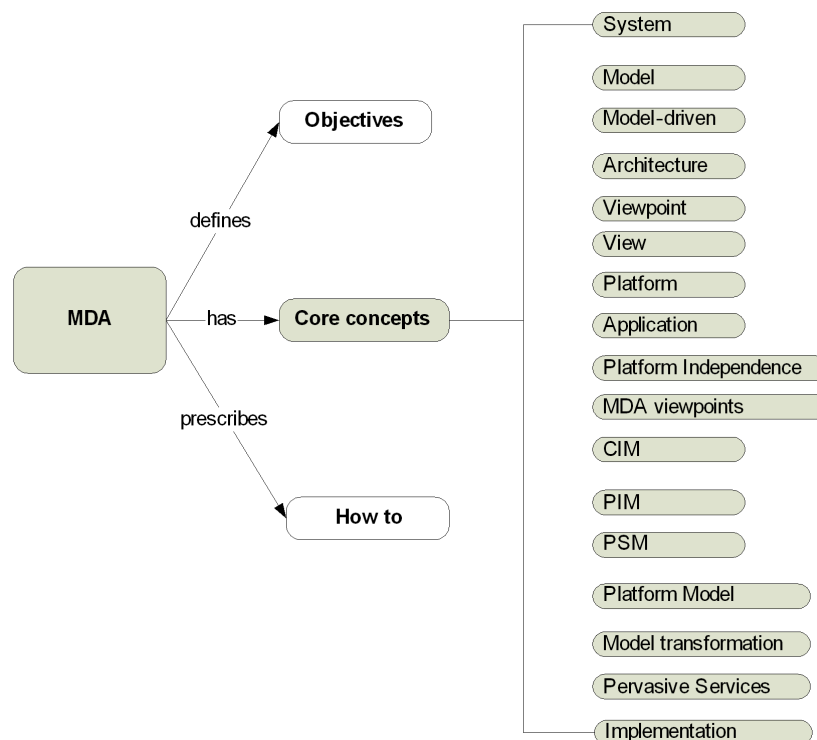 MDA
defines
has
prescribes
Objectives
Core concepts
How to
System
Model
Model-driven
Architecture
Viewpoint
View
Platform
Application
Platform Independence
MDA viewpoints
CIM
PIM
PSM
Platform Model
Model transformation
Pervasive Services
Implementation